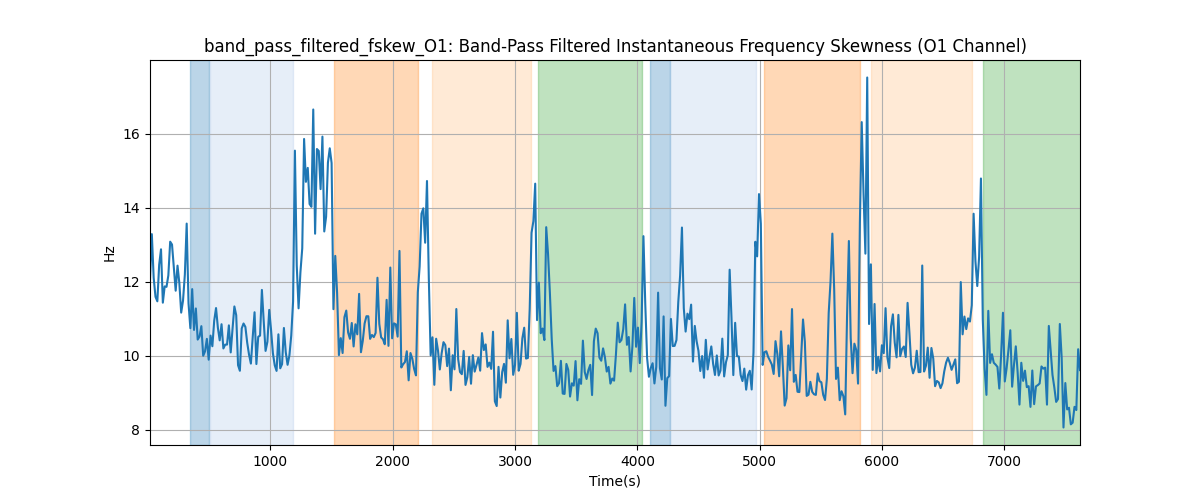 band_pass_filtered_fskew_O1: Band-Pass Filtered Instantaneous Frequency Skewness (O1 Channel)
16
14
12
10
8
Hz
1000 2000 3000 4000 5000 6000 7000
Time(s)